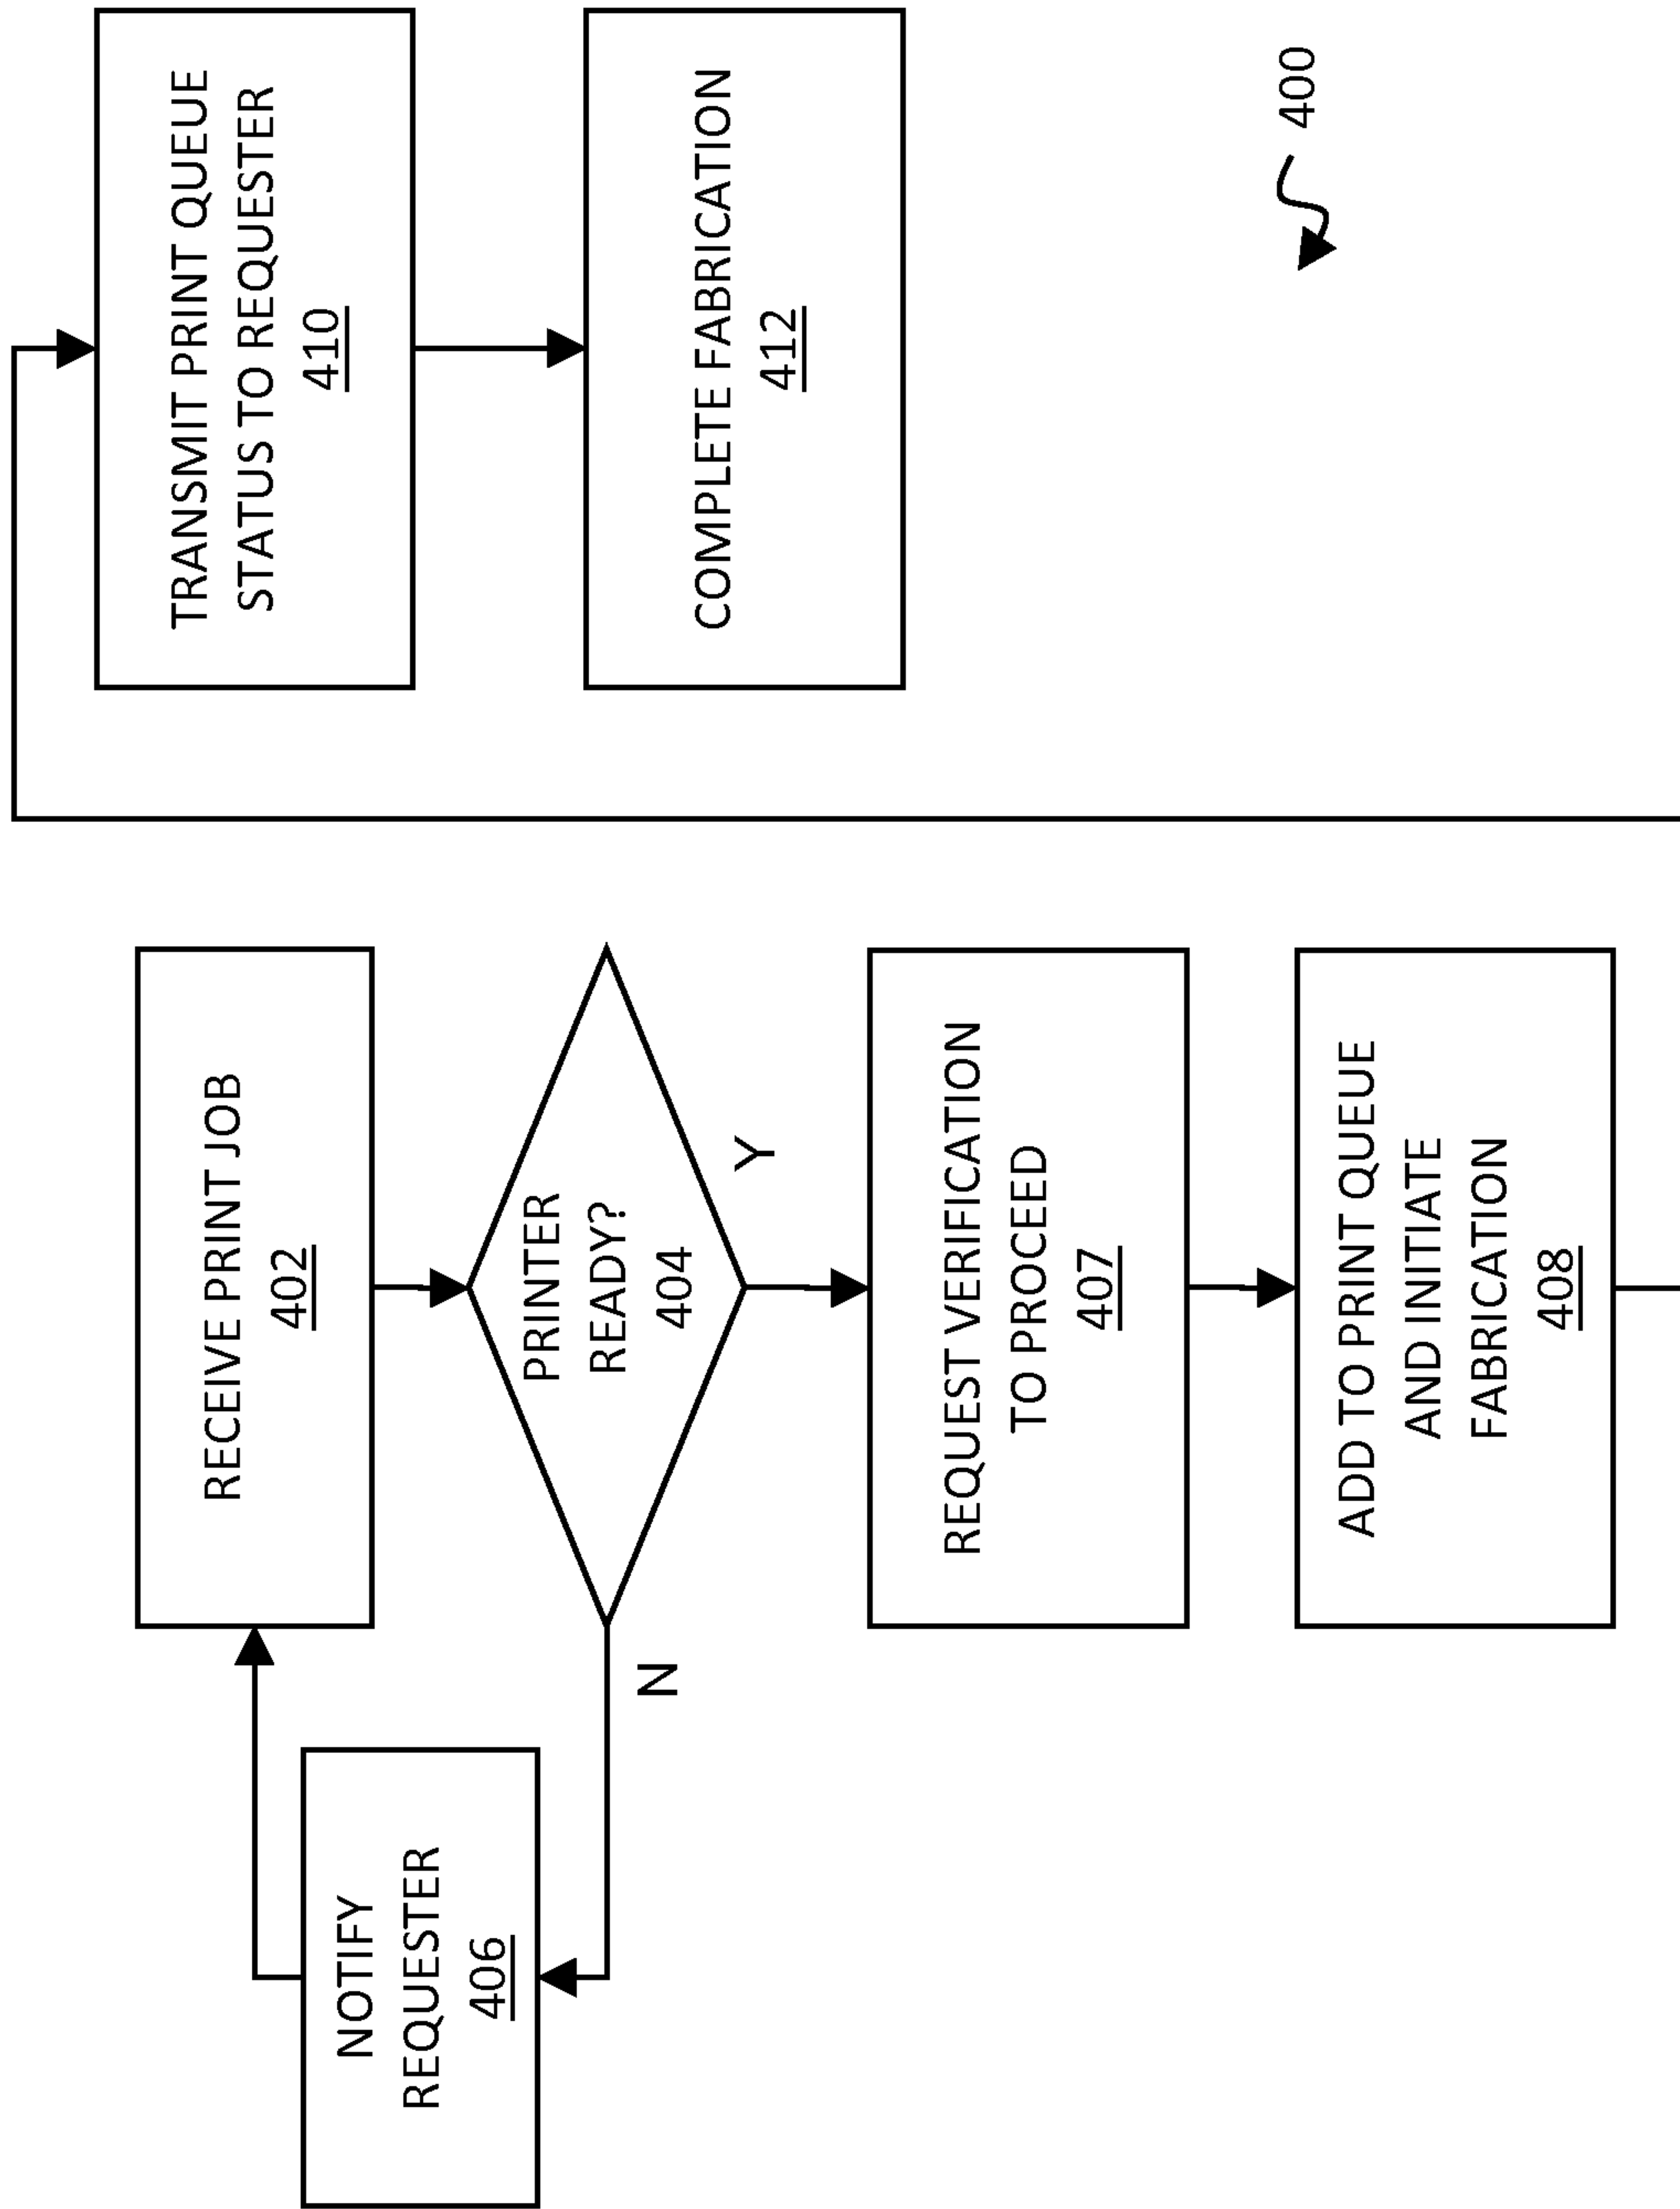 RECEIVE PRINT JOB
402
PRINTER
READY?
404
N
Y
NOTIFY
REQUESTER
406
REQUEST VERIFICATION
TO PROCEED
407
ADD TO PRINT QUEUE
AND INITIATE
FABRICATION
408
TRANSMIT PRINT QUEUE
STATUS TO REQUESTER
410
COMPLETE FABRICATION
412
400